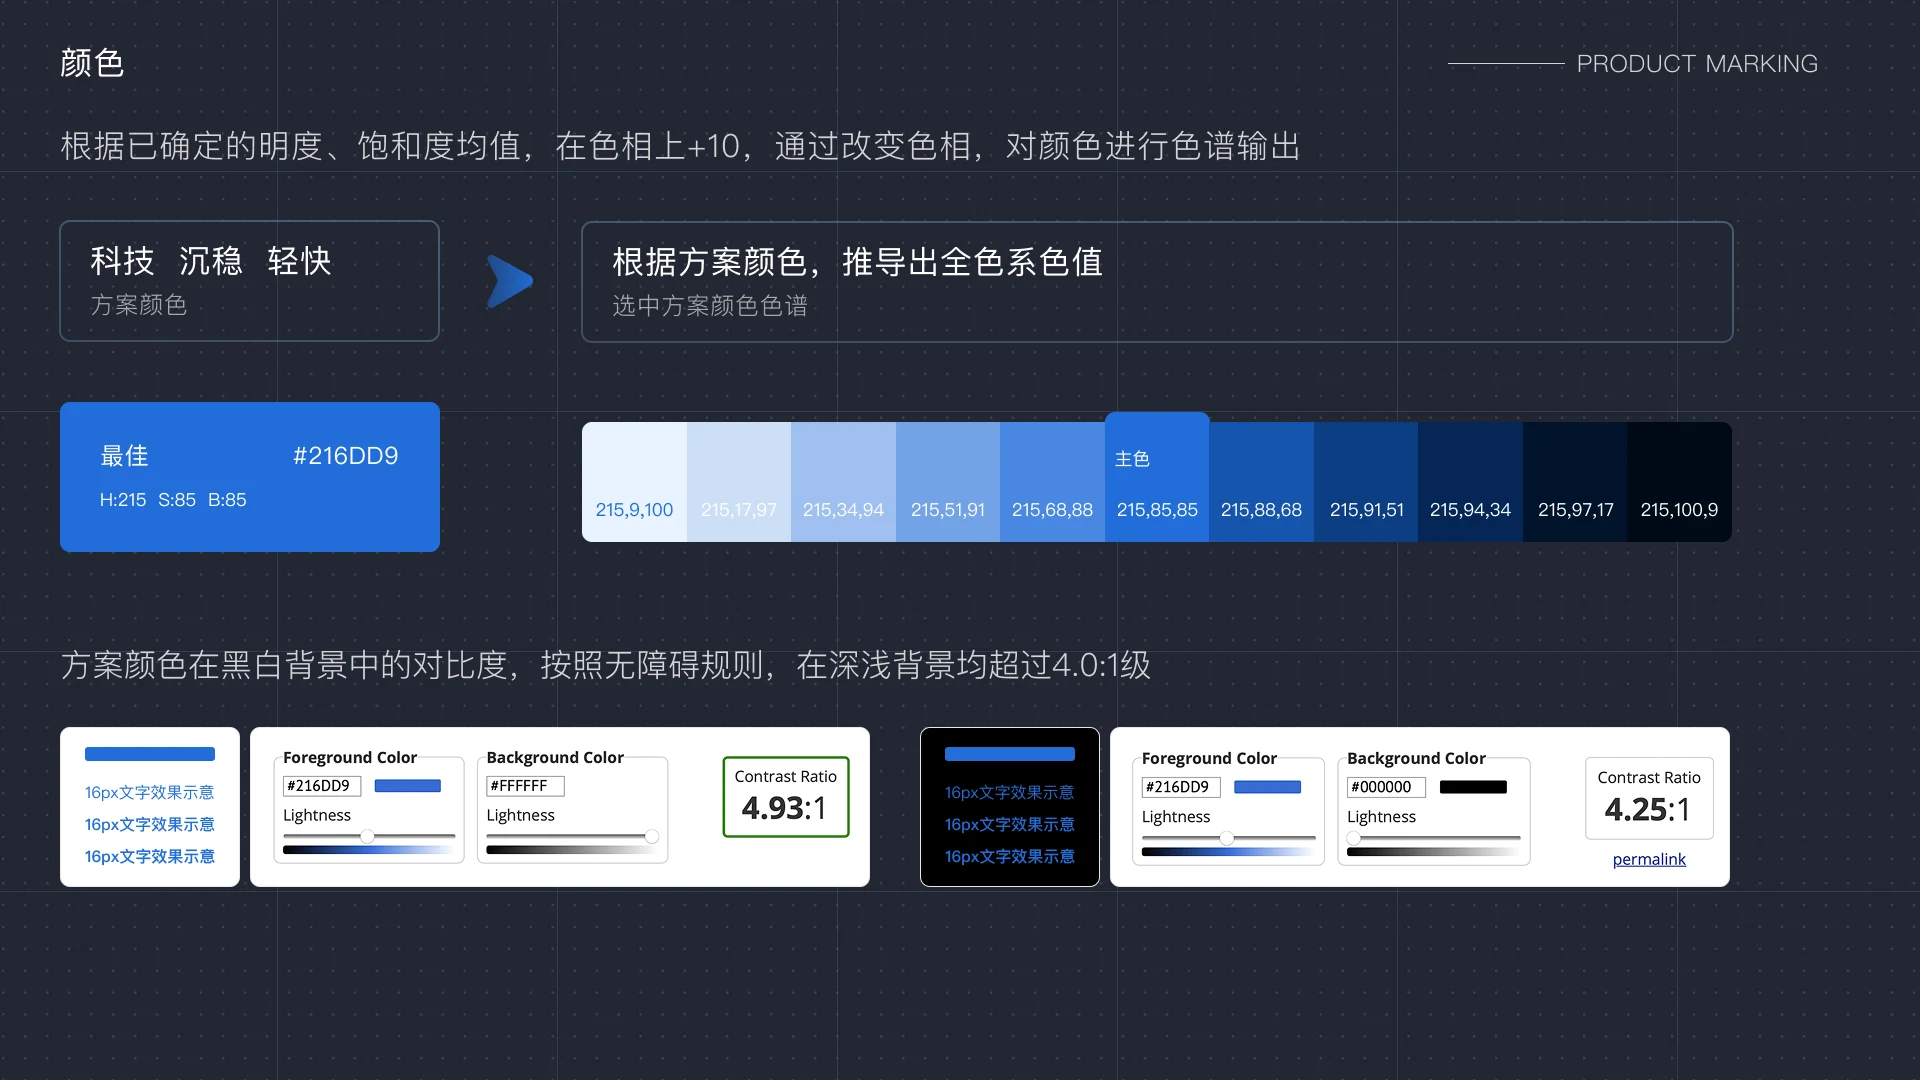 颜色
PRODUCT MARKING
根据已确定的明度、饱和度均值，在色相上+10，通过改变色相，对颜色进行色谱输出
科技 沉稳 轻快
方案颜色
根据方案颜色，推导出全色系色值
选中方案颜色色谱
最佳 #216DD9
H:215 S:85 B:85
主色
215,9,100 215,17,97 215,34,94 215,51,91 215,68,88 215,85,85 215,88,68 215,91,51 215,94,34 215,97,17 215,100,9
方案颜色在黑白背景中的对比度，按照无障碍规则，在深浅背景均超过4.0:1级
16px文字效果示意
16px文字效果示意
16px文字效果示意
Foreground Color
#216DD9
Lightness
Background Color
#FFFFFF
Lightness
Contrast Ratio
4.93:1
16px文字效果示意
16px文字效果示意
16px文字效果示意
Foreground Color
#216DD9
Lightness
Background Color
#000000
Lightness
Contrast Ratio
4.25:1
permalink